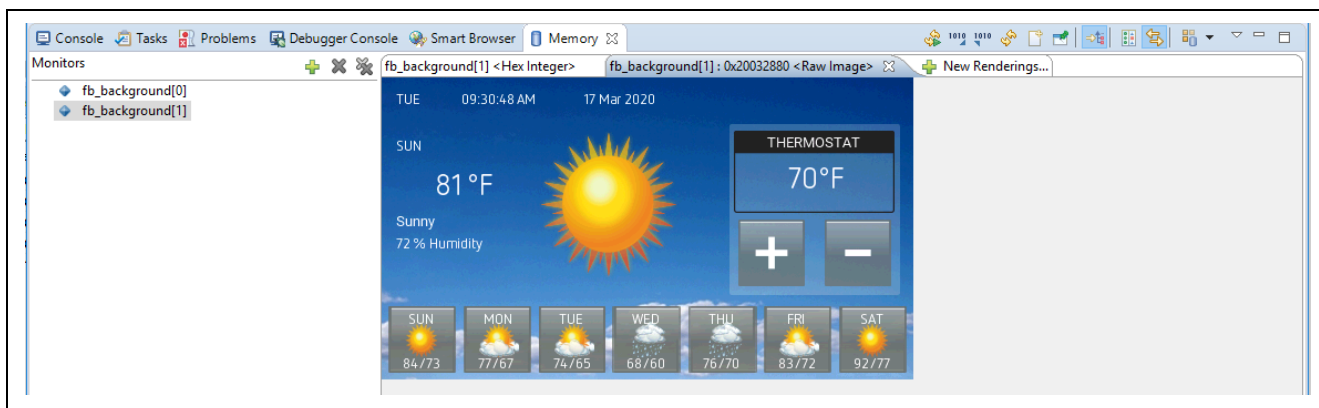 Console Tasks Problems Debugger Console Smart Browser Memory
Monitors
fb_background[0]
fb_background[1]
fb_background[1] <Hex Integer> fb_background[1] : 0x20032880 <Raw Image> New Renderings...
TUE 09:30:48 AM 17 Mar 2020
SUN
81 °F
Sunny
72 % Humidity
THERMOSTAT
70°F
+ −
SUN MON TUE WED THU FRI SAT
84/73 77/67 74/65 68/60 76/70 83/72 92/77